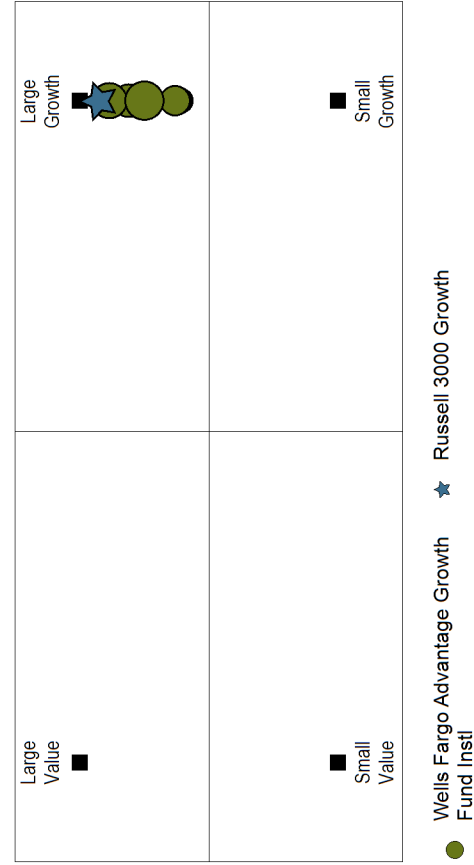 Large
Value
Large
Growth
Small
Value
Small
Growth
Wells Fargo Advantage Growth
Fund Instl
Russell 3000 Growth